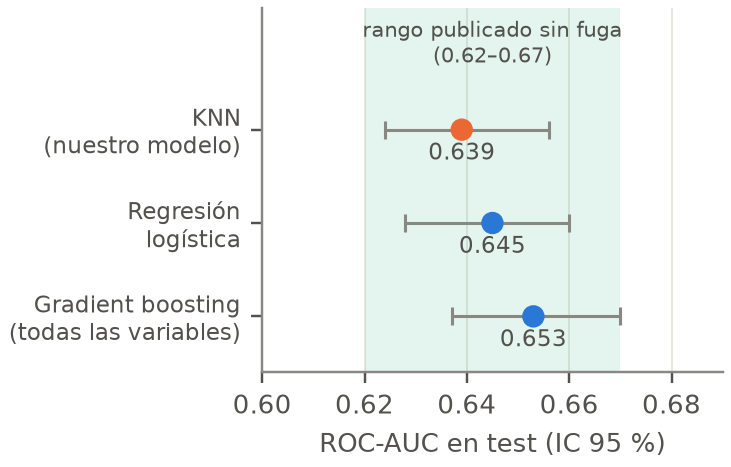 rango publicado sin fuga
(0.62–0.67)
KNN
(nuestro modelo)
0.639
Regresión
logística
0.645
Gradient boosting
(todas las variables)
0.653
0.60 0.62 0.64 0.66 0.68
ROC-AUC en test (IC 95 %)